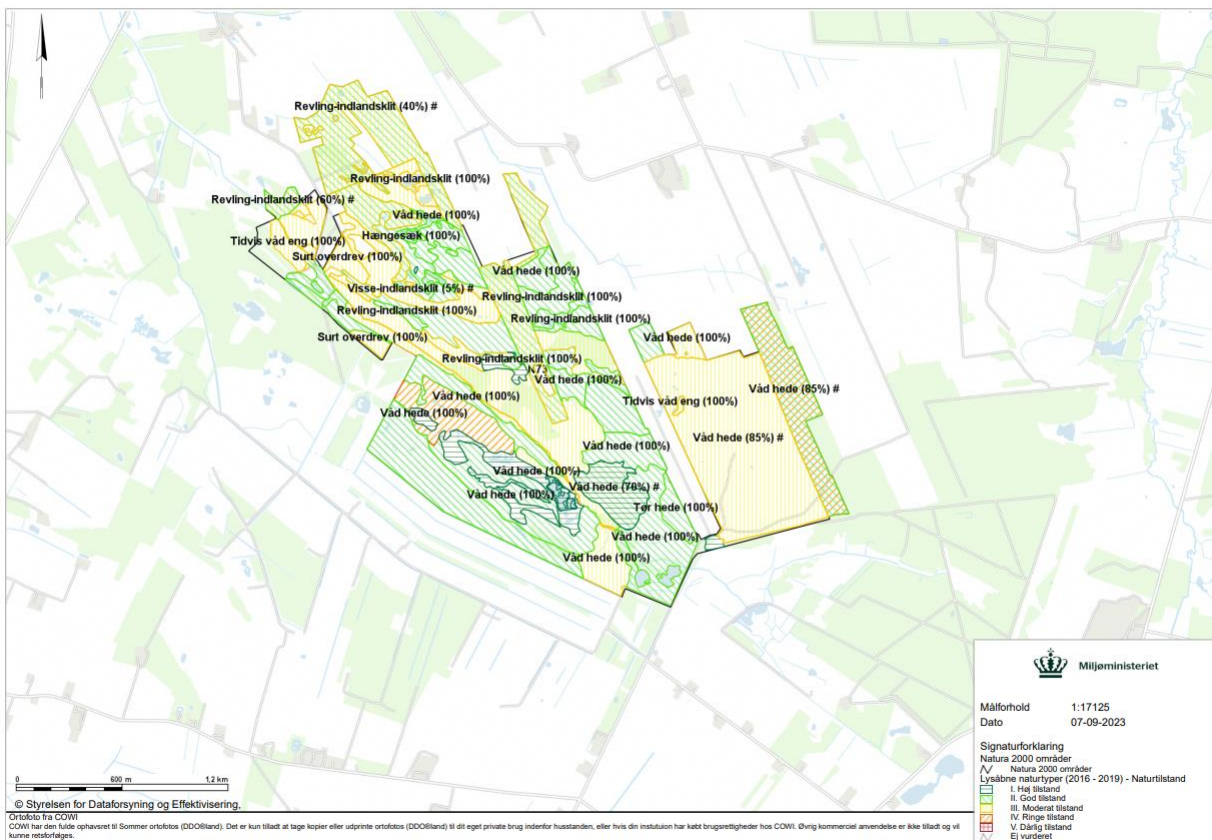 Revling-indlandsklit (40%) #
Revling-indlandsklit (100%)
Revling-indlandsklit (60%) #
Våd hede (100%)
Hængesæk (100%)
Tidvis våd eng (100%)
Surt overdrev (100%)
Våd hede (100%)
Visse-indlandsklit (5%) #
Revling-indlandsklit (100%)
Revling-indlandsklit (100%)
Revling-indlandsklit (100%)
Surt overdrev (100%)
Våd hede (100%)
Revling-indlandsklit (100%)
N73
Våd hede (100%)
Våd hede (85%) #
Våd hede (100%)
Tidvis våd eng (100%)
Våd hede (100%)
Våd hede (85%) #
Våd hede (100%)
Våd hede (100%)
Våd hede (70%) #
Våd hede (100%)
Tør hede (100%)
Våd hede (100%)
Våd hede (100%)
0 600 m 1,2 km
© Styrelsen for Dataforsyning og Effektivisering,
Ortofoto fra COWI
COWI har den fulde ophavsret til Sommer ortofotos (DDO®land). Det er kun tilladt at tage kopier eller udprinte ortofotos (DDO®land) til dit eget private brug indenfor husstanden, eller hvis din instutuion har købt brugsrettigheder hos COWI. Øvrig kommerciel anvendelse er ikke tilladt og vil
kunne retsforfølges.
Miljøministeriet
Målforhold 1:17125
Dato 07-09-2023
Signaturforklaring
Natura 2000 områder
Natura 2000 områder
Lysåbne naturtyper (2016 - 2019) - Naturtilstand
I. Høj tilstand
II. God tilstand
III. Moderat tilstand
IV. Ringe tilstand
V. Dårlig tilstand
Ej vurderet